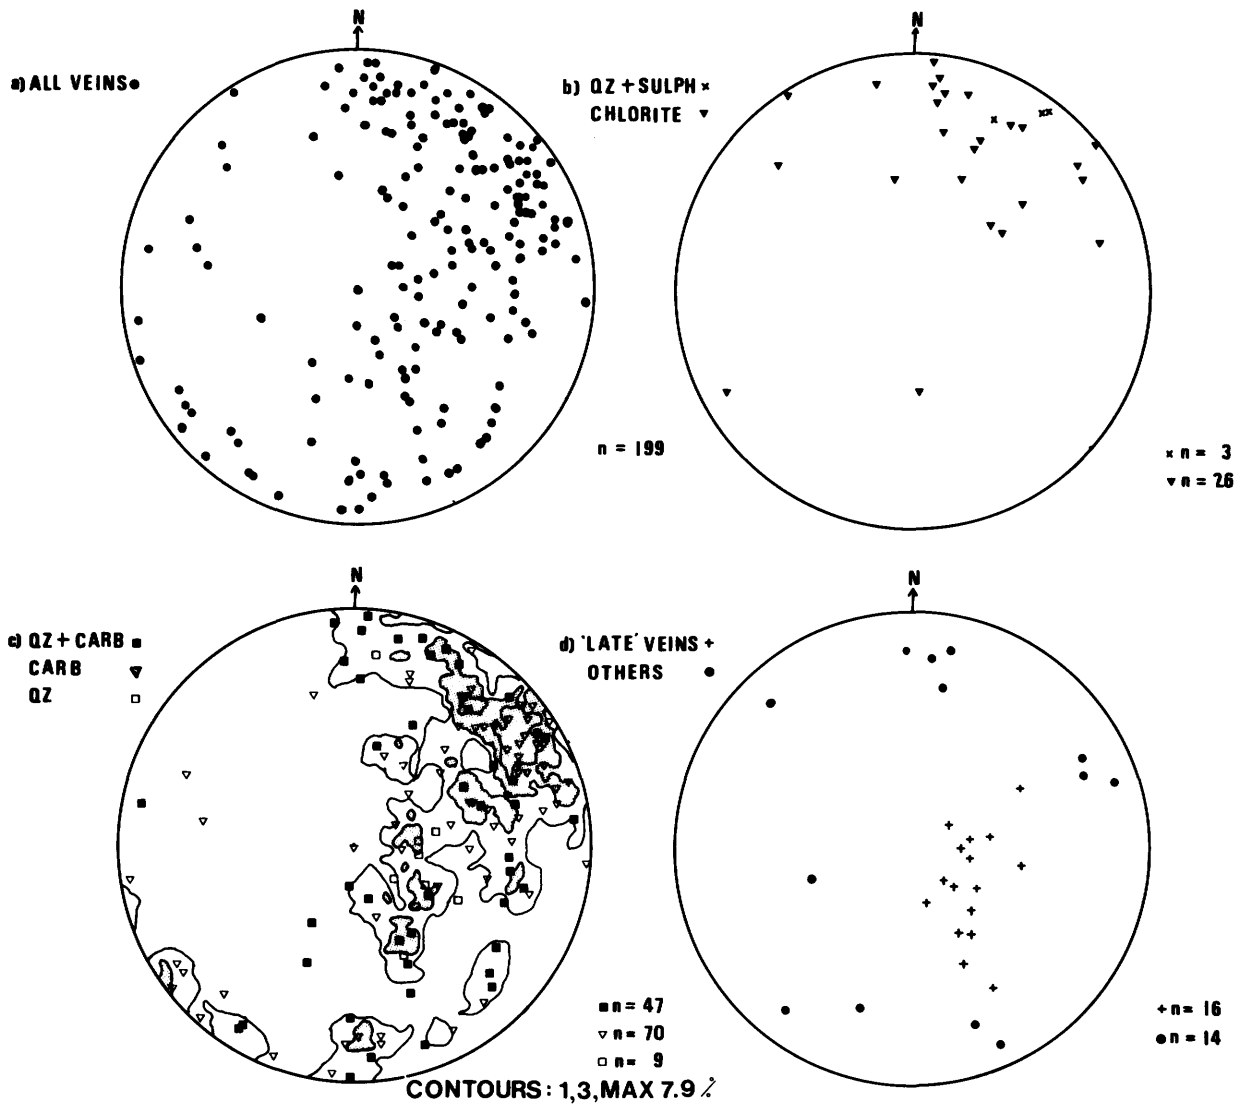 N
a) ALL VEINS
n = 199
N
b) QZ + SULPH
CHLORITE
n = 3
n = 26
N
c) QZ + CARB
CARB
QZ
n = 47
n = 70
n = 9
CONTOURS: 1,3, MAX 7.9 %
N
d) 'LATE' VEINS +
OTHERS
+ n = 16
n = 14